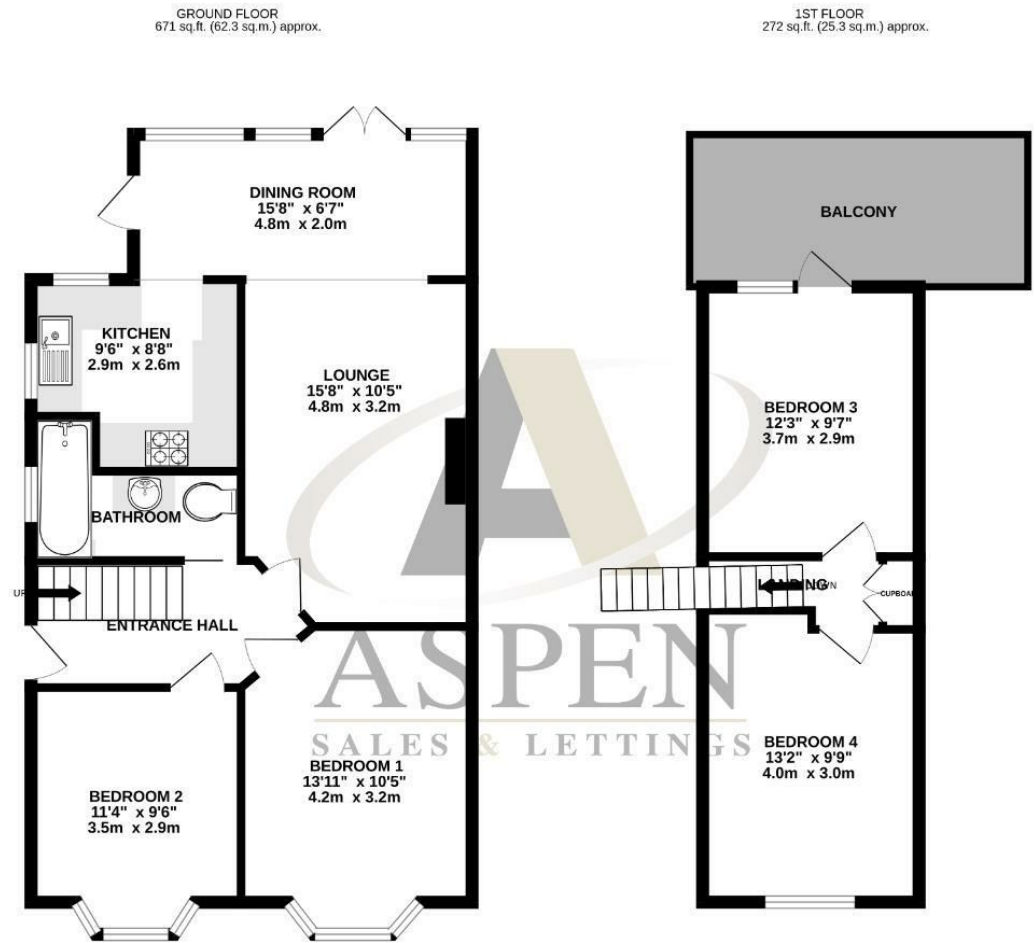 GROUND FLOOR
671 sq.ft. (62.3 sq.m.) approx.
1ST FLOOR
272 sq.ft. (25.3 sq.m.) approx.
DINING ROOM
15'8" x 6'7"
4.8m x 2.0m
BALCONY
KITCHEN
9'6" x 8'8"
2.9m x 2.6m
LOUNGE
15'8" x 10'5"
4.8m x 3.2m
BEDROOM 3
12'3" x 9'7"
3.7m x 2.9m
BATHROOM
UP
ENTRANCE HALL
LANDING
DOWN
CUPBOA
ASPEN
SALES & LETTINGS
BEDROOM 1
13'11" x 10'5"
4.2m x 3.2m
BEDROOM 2
11'4" x 9'6"
3.5m x 2.9m
BEDROOM 4
13'2" x 9'9"
4.0m x 3.0m